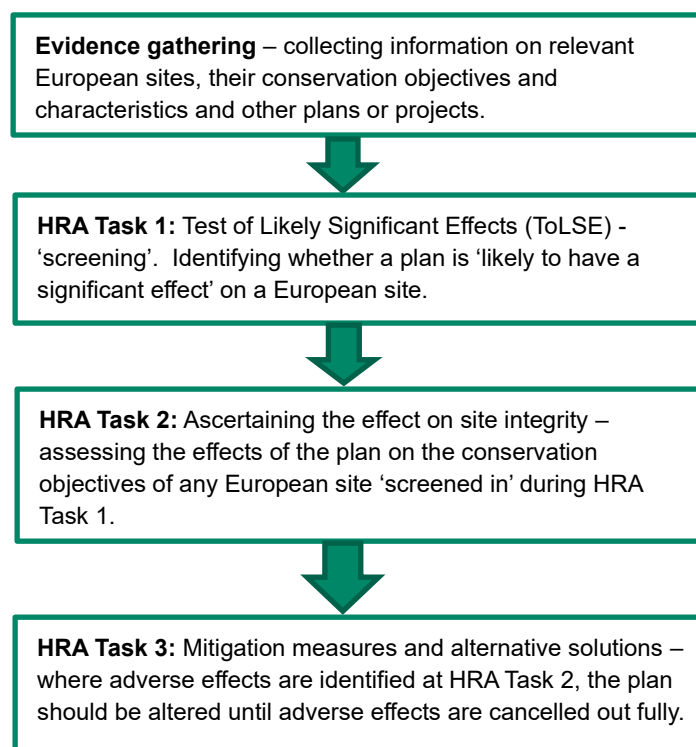 Evidence gathering – collecting information on relevant
European sites, their conservation objectives and
characteristics and other plans or projects.
HRA Task 1: Test of Likely Significant Effects (ToLSE) -
‘screening’.  Identifying whether a plan is ‘likely to have a
significant effect’ on a European site.
HRA Task 2: Ascertaining the effect on site integrity –
assessing the effects of the plan on the conservation
objectives of any European site ‘screened in’ during HRA
Task 1.
HRA Task 3: Mitigation measures and alternative solutions –
where adverse effects are identified at HRA Task 2, the plan
should be altered until adverse effects are cancelled out fully.